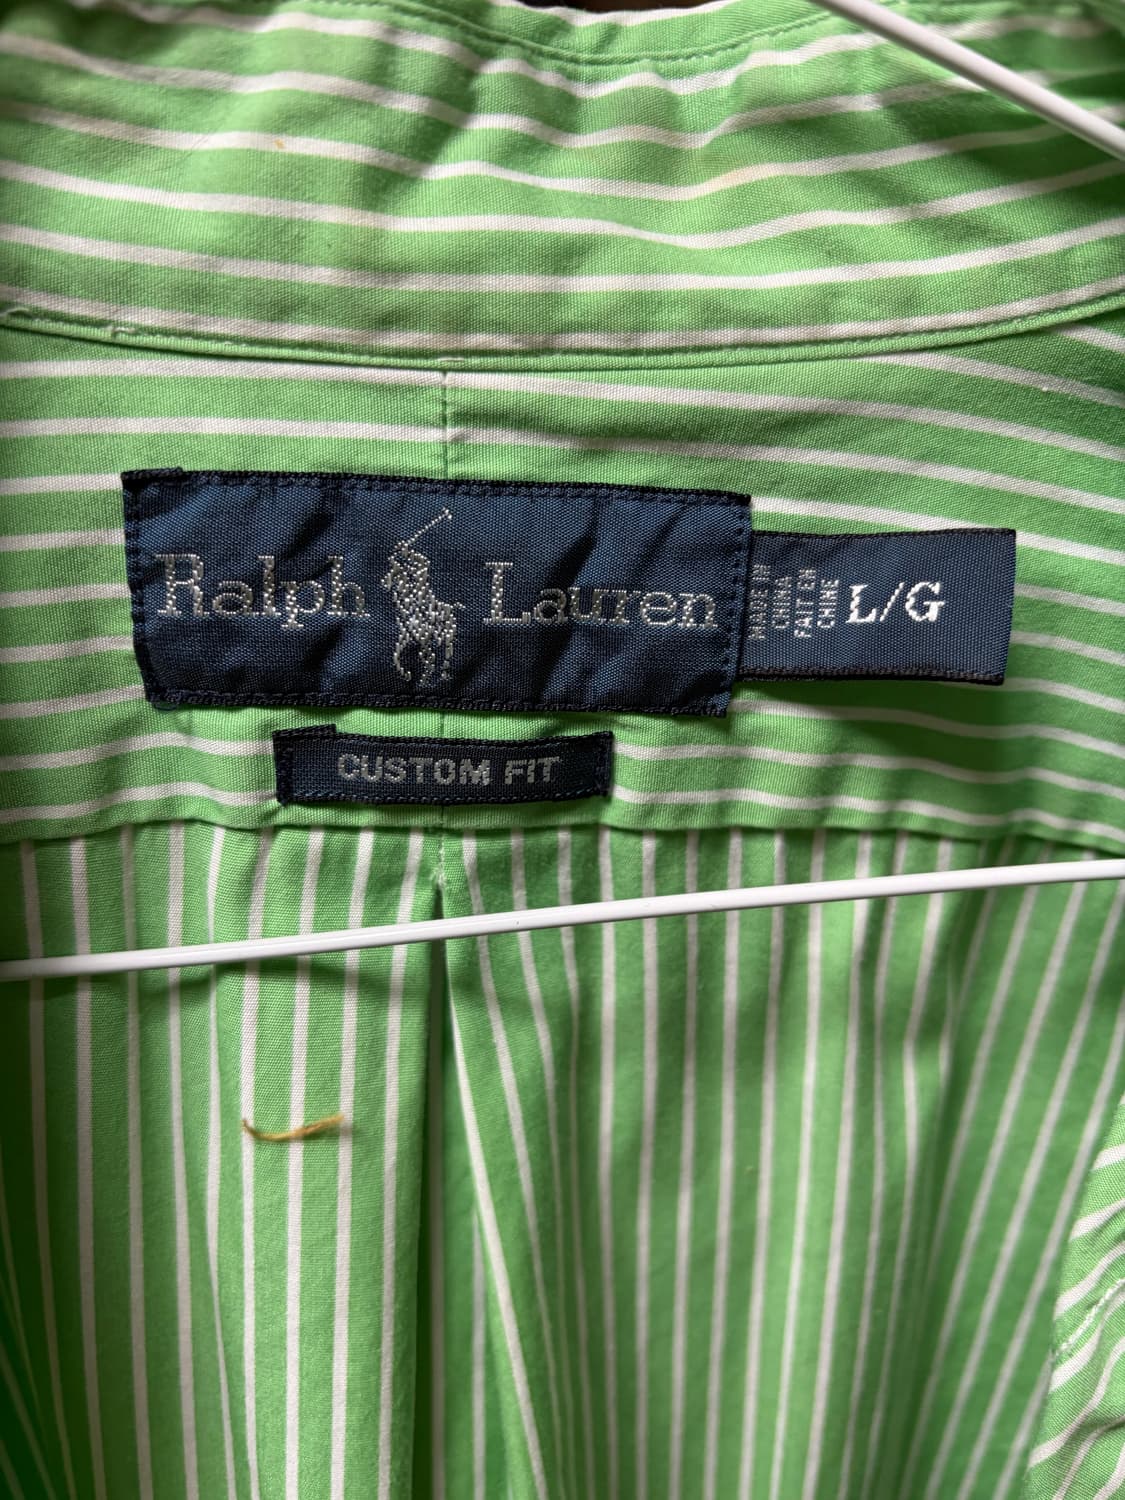 Ralph Lauren
MADE IN
CHINA
FAIT EN
CHINE
L/G
CUSTOM FIT